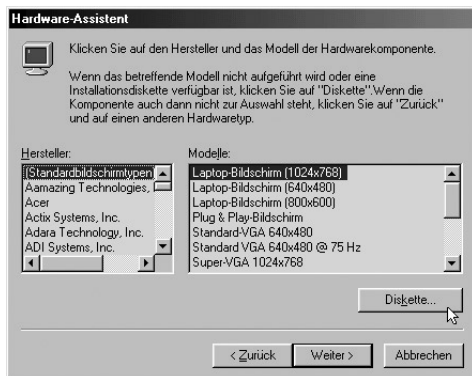 Hardware-Assistent
Klicken Sie auf den Hersteller und das Modell der Hardwarekomponente.
Wenn das betreffende Modell nicht aufgeführt wird oder eine
Installationsdiskette verfügbar ist, klicken Sie auf "Diskette".Wenn die
Komponente auch dann nicht zur Auswahl steht, klicken Sie auf "Zurück"
und auf einen anderen Hardwaretyp.
Hersteller:
(Standardbildschirmtypen)
Aamazing Technologies,
Acer
Actix Systems, Inc.
Adara Technology, Inc.
ADI Systems, Inc.
Modelle:
Laptop-Bildschirm (1024x768)
Laptop-Bildschirm (640x480)
Laptop-Bildschirm (800x600)
Plug & Play-Bildschirm
Standard-VGA 640x480
Standard VGA 640x480 @ 75 Hz
Super-VGA 1024x768
Diskette...
< Zurück
Weiter >
Abbrechen